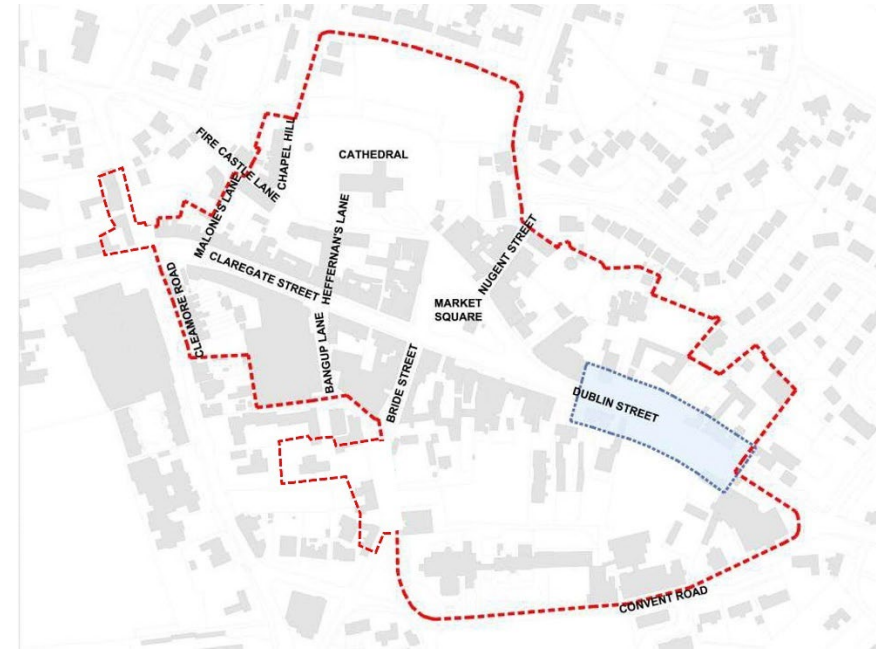 FIRE CASTLE LANE
CHAPEL HILL
CATHEDRAL
MALONE'S LANE
HEFFERNAN'S LANE
CLAREGATE STREET
NUGENT STREET
MARKET
SQUARE
CLEAMORE ROAD
BANGUP LANE
BRIDE STREET
DUBLIN STREET
CONVENT ROAD